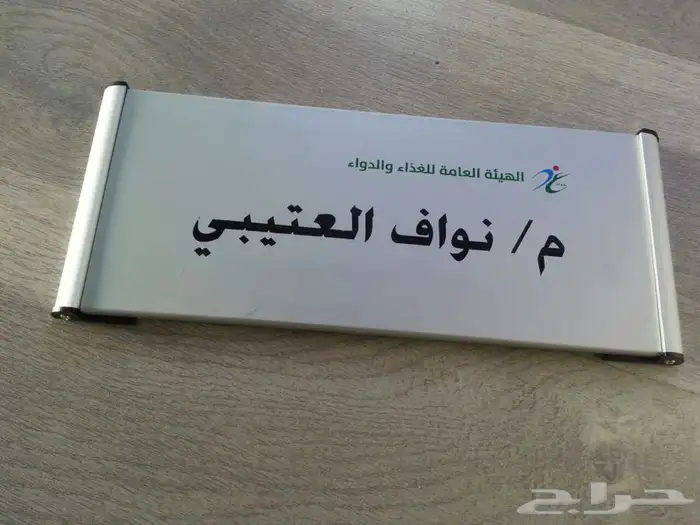 الهيئة العامة للغذاء والدواء
م/ نواف العتيبي
حراج